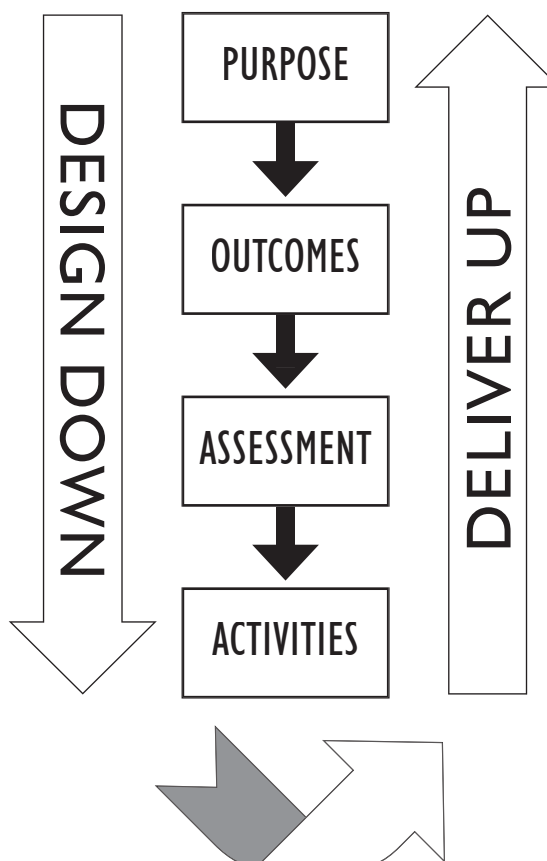 DESIGN DOWN
PURPOSE
OUTCOMES
ASSESSMENT
ACTIVITIES
DELIVER UP